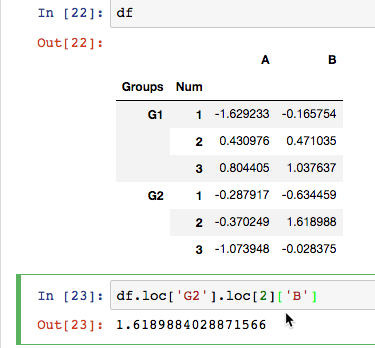 In [22]: df
Out[22]:
A B
Groups Num
G1 1 -1.629233 -0.165754
2 0.430976 0.471035
3 0.804405 1.037637
G2 1 -0.287917 -0.634459
2 -0.370249 1.618988
3 -1.073948 -0.028375
In [23]: df.loc['G2'].loc[2]['B']
Out[23]: 1.6189884028871566